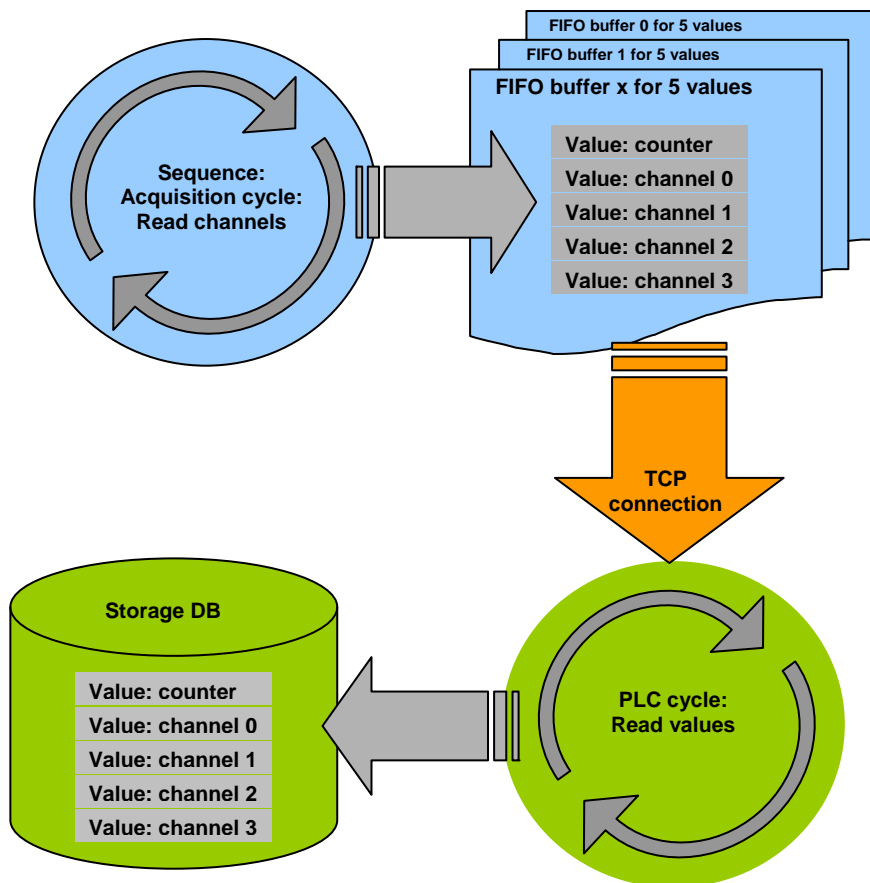 FIFO buffer 0 for 5 values
FIFO buffer 1 for 5 values
FIFO buffer x for 5 values
Value: counter
Value: channel 0
Value: channel 1
Value: channel 2
Value: channel 3
Sequence:
Acquisition cycle:
Read channels
TCP
connection
PLC cycle:
Read values
Storage DB
Value: counter
Value: channel 0
Value: channel 1
Value: channel 2
Value: channel 3